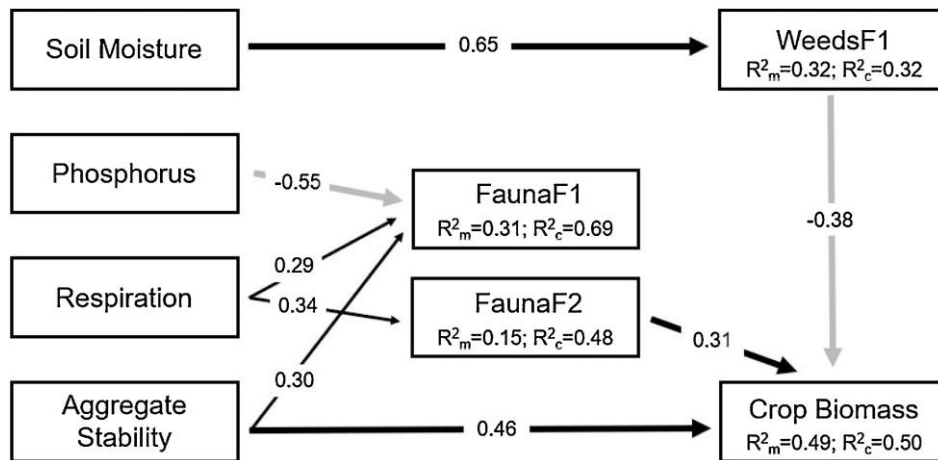 Soil Moisture
0.65
WeedsF1
R²m=0.32; R²c=0.32
Phosphorus
-0.55
FaunaF1
R²m=0.31; R²c=0.69
-0.38
Respiration
0.29
0.34
FaunaF2
R²m=0.15; R²c=0.48
0.31
0.30
Aggregate
Stability
0.46
Crop Biomass
R²m=0.49; R²c=0.50